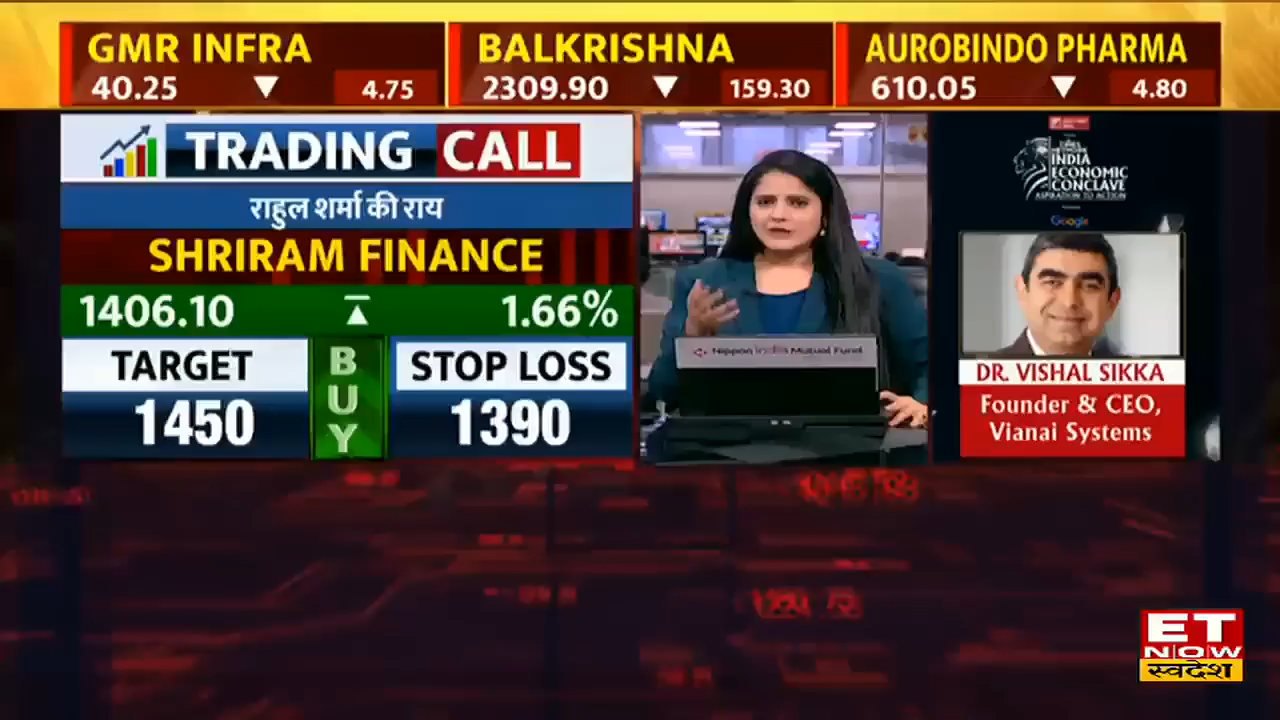 GMR INFRA
40.25 ▼ 4.75
BALKRISHNA
2309.90 ▼ 159.30
AUROBINDO PHARMA
610.05 ▼ 4.80
TRADING CALL
राहुल शर्मा की राय
SHRIRAM FINANCE
1406.10 ▲ 1.66%
TARGET
1450
BUY
STOP LOSS
1390
Nippon India Mutual Fund
INDIA
ECONOMIC
CONCLAVE
ASPIRATION TO ACTION
Google
DR. VISHAL SIKKA
Founder & CEO,
Vianai Systems
ET
NOW
स्वदेश